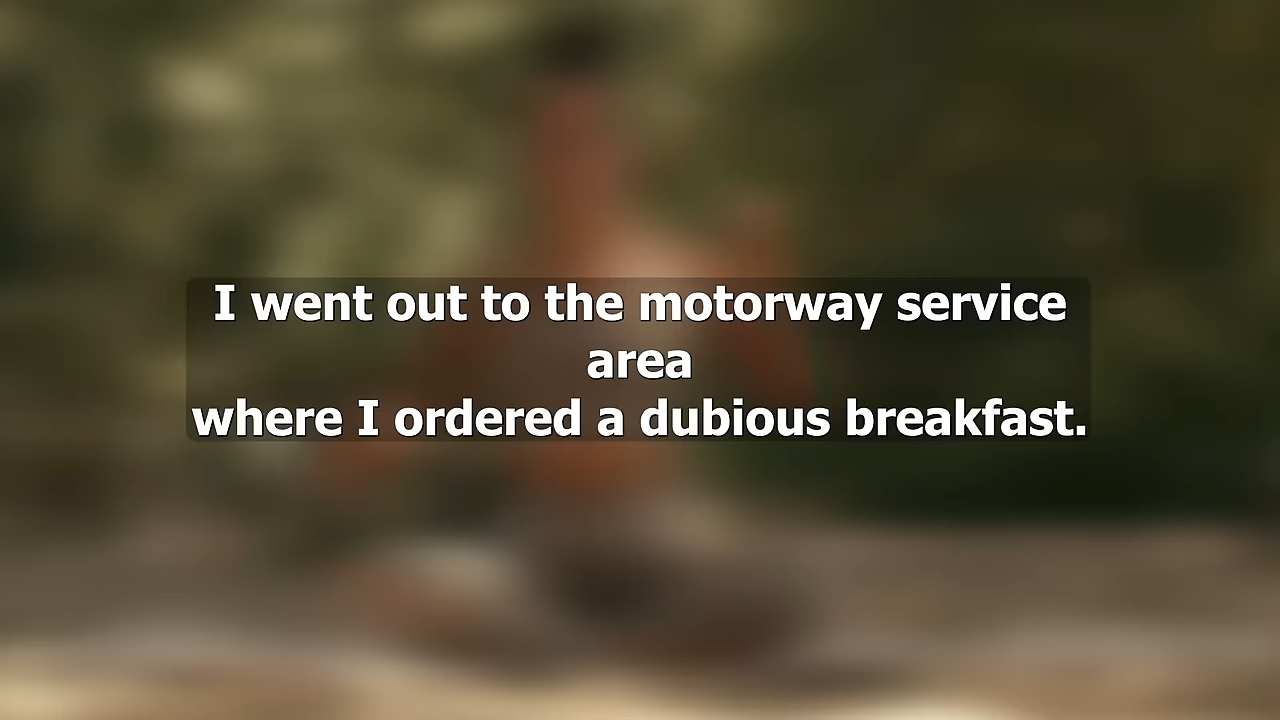 I went out to the motorway service
area
where I ordered a dubious breakfast.